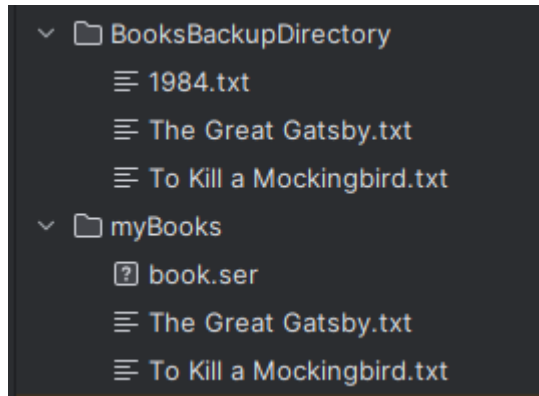 BooksBackupDirectory
1984.txt
The Great Gatsby.txt
To Kill a Mockingbird.txt
myBooks
book.ser
The Great Gatsby.txt
To Kill a Mockingbird.txt